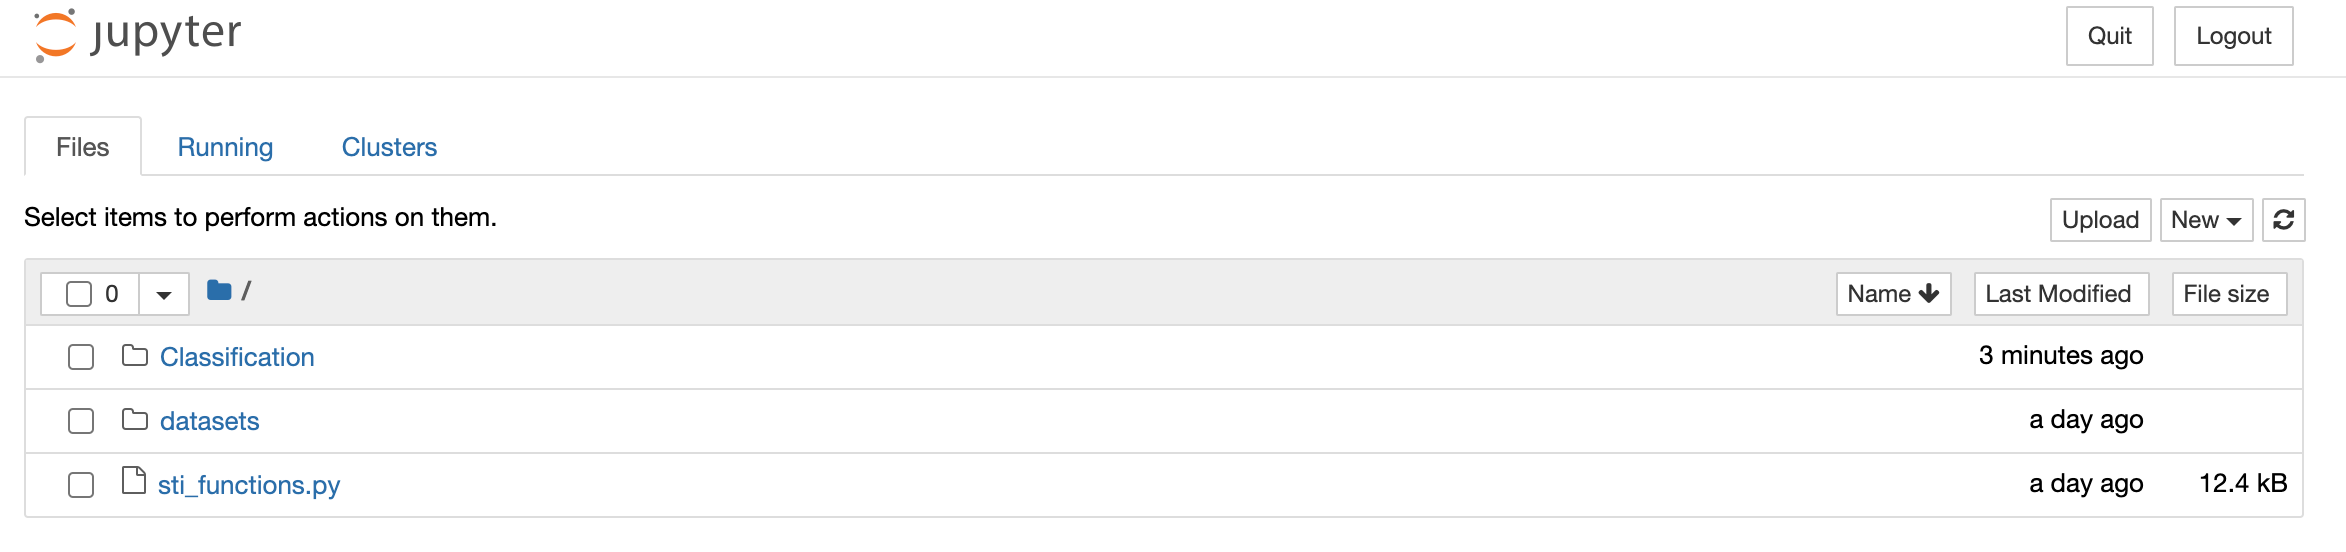 jupyter Quit Logout
Files Running Clusters
Select items to perform actions on them. Upload New
0 / Name Last Modified File size
Classification 3 minutes ago
datasets a day ago
sti_functions.py a day ago 12.4 kB